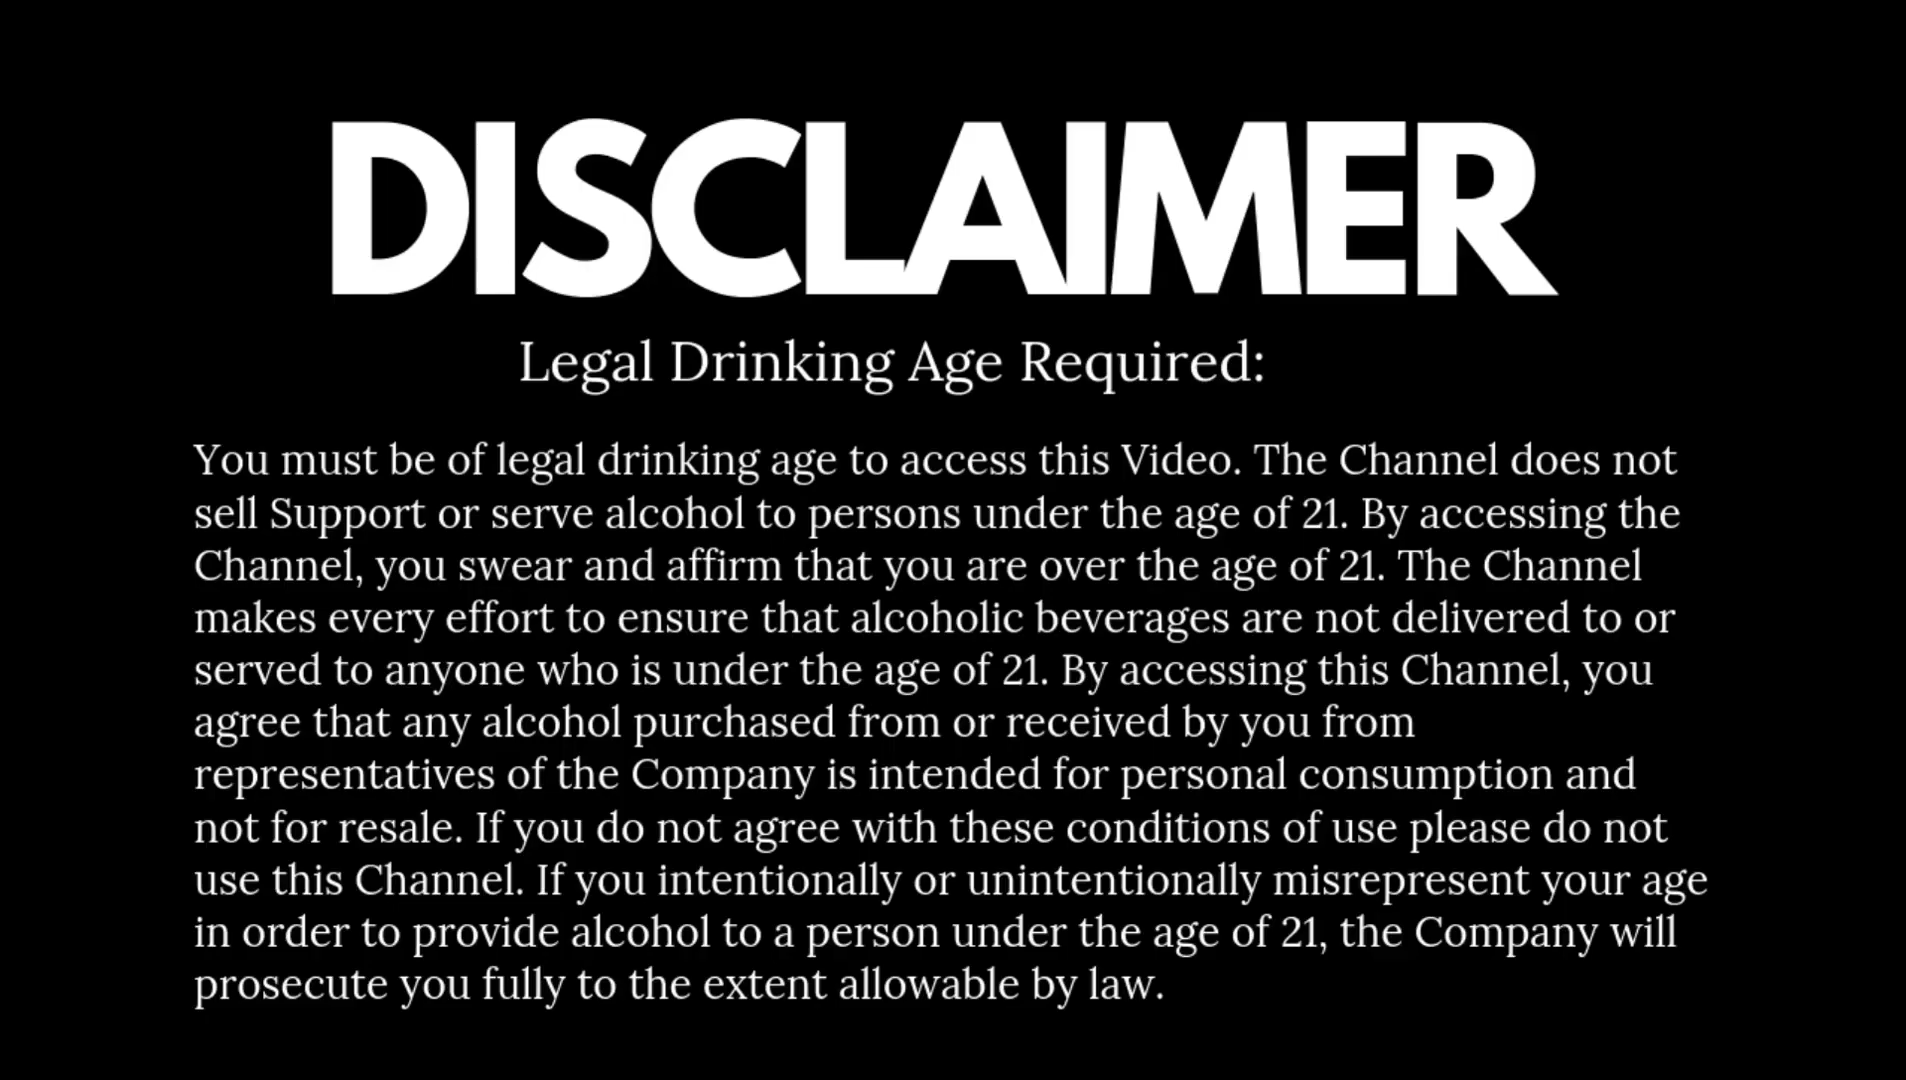 DISCLAIMER
Legal Drinking Age Required:
You must be of legal drinking age to access this Video. The Channel does not
sell Support or serve alcohol to persons under the age of 21. By accessing the
Channel, you swear and affirm that you are over the age of 21. The Channel
makes every effort to ensure that alcoholic beverages are not delivered to or
served to anyone who is under the age of 21. By accessing this Channel, you
agree that any alcohol purchased from or received by you from
representatives of the Company is intended for personal consumption and
not for resale. If you do not agree with these conditions of use please do not
use this Channel. If you intentionally or unintentionally misrepresent your age
in order to provide alcohol to a person under the age of 21, the Company will
prosecute you fully to the extent allowable by law.